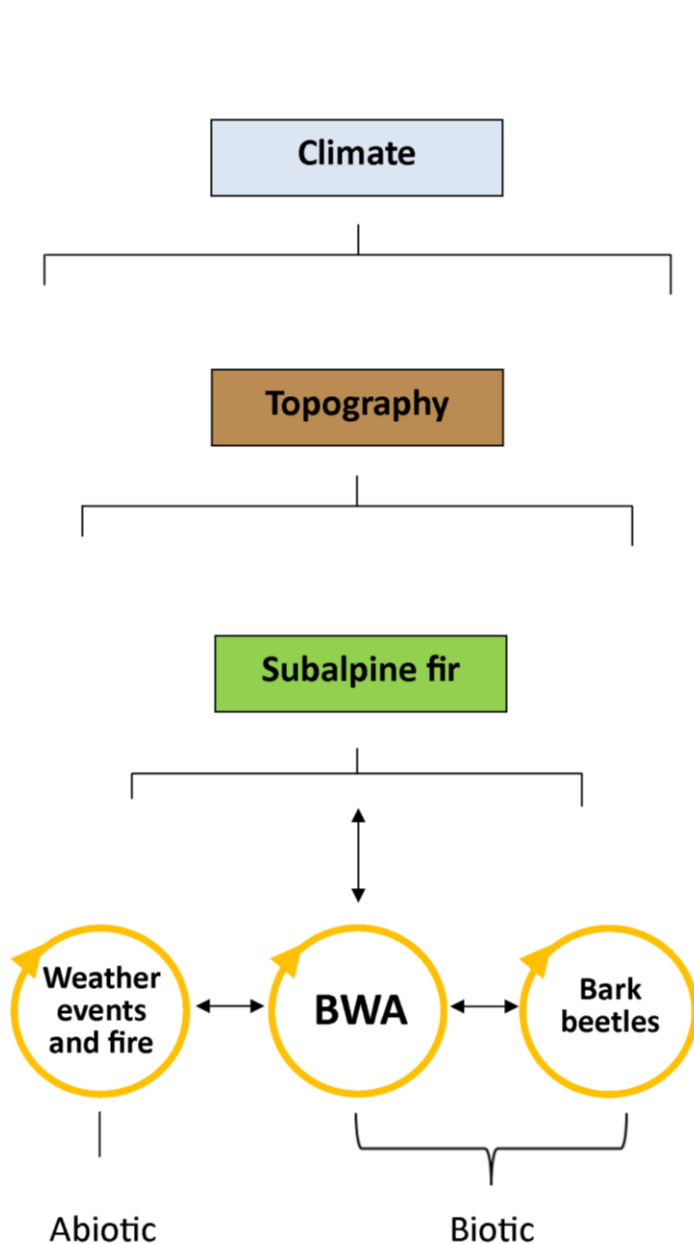 Climate
Topography
Subalpine fir
Weather
events
and fire
BWA
Bark
beetles
Abiotic
Biotic